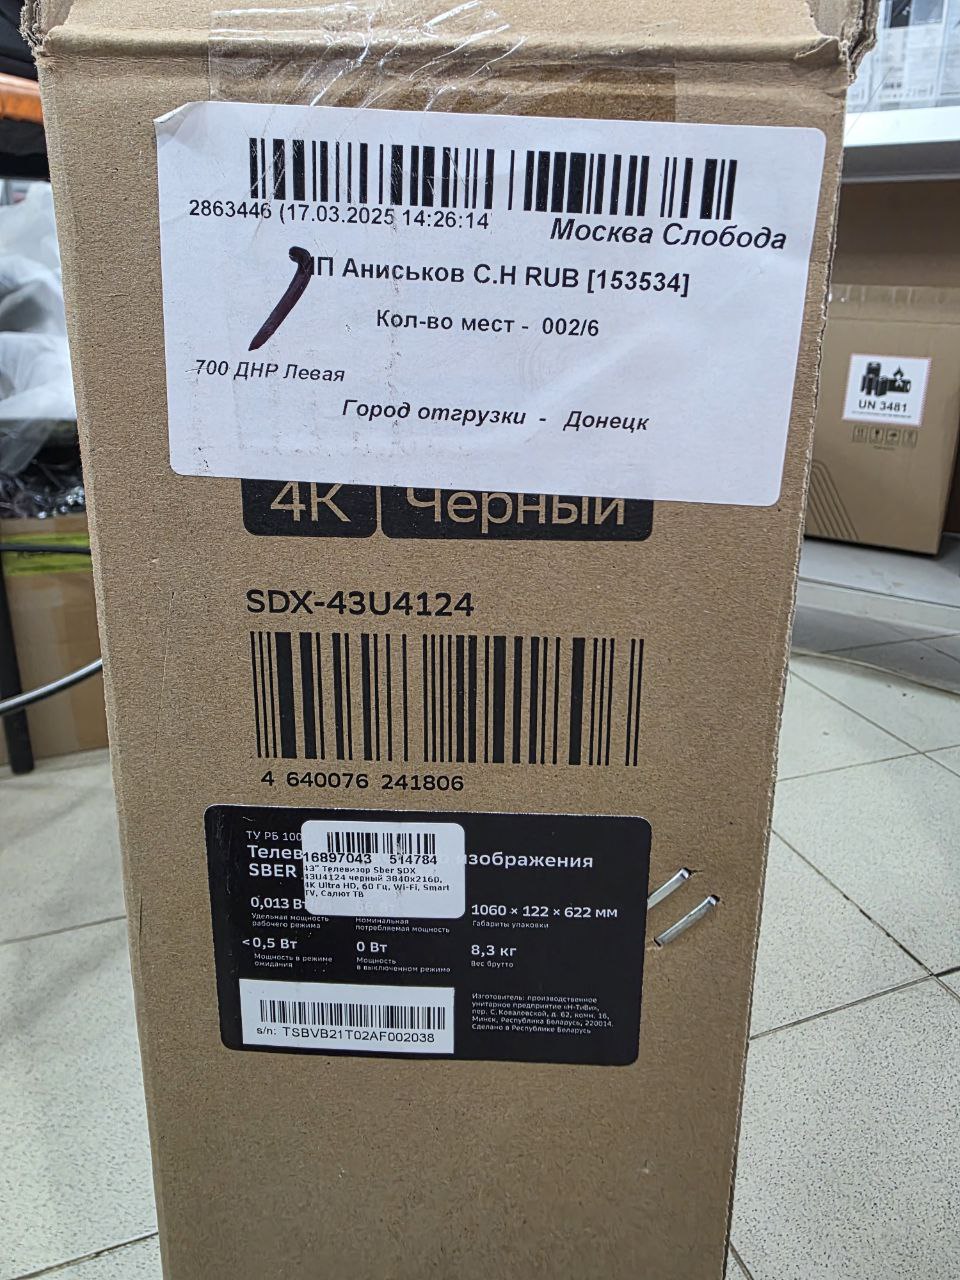 2863446 (17.03.2025 14:26:14
Москва Слобода
ИП Аниськов С.Н RUB [153534]
Кол-во мест - 002/6
700 ДНР Левая
Город отгрузки - Донецк
UN 3481
4K Черный
SDX-43U4124
4 640076 241806
ТУ РБ 100
16897043 514784
43" Телевизор Sber SDX
43U4124 черный 3840x2160,
4K Ultra HD, 60 Гц, Wi-Fi, Smart
TV, Салют ТВ
Телев изображения
SBER
0,013 Вт
Удельная мощность
рабочего режима
Номинальная
потребляемая мощность
1060 × 122 × 622 мм
Габариты упаковки
<0,5 Вт
Мощность в режиме
ожидания
0 Вт
Мощность
в выключенном режиме
8,3 кг
Вес брутто
Изготовитель: производственное
унитарное предприятие «Н-ТиВи»,
пер. С. Ковалевской, д. 62, комн. 16,
Минск, Республика Беларусь, 220014.
Сделано в Республике Беларусь
s/n: TSBVB21T02AF002038